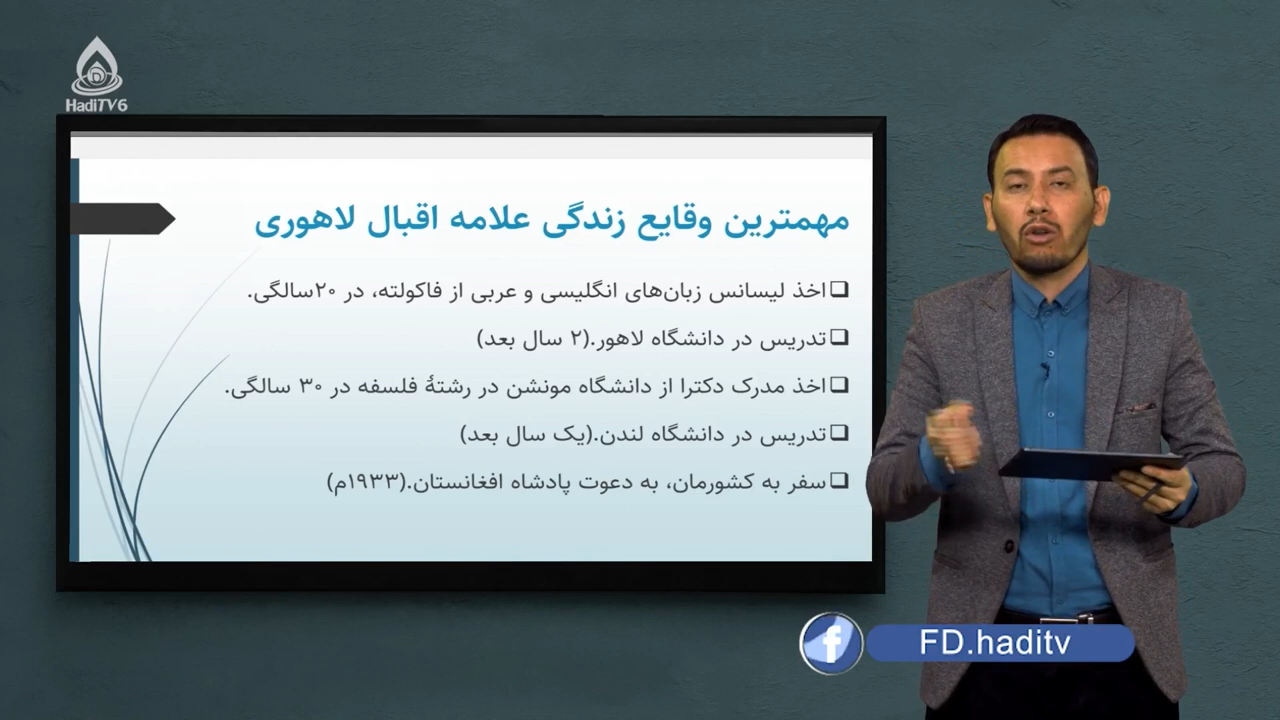 HadiTV6
مهمترین وقایع زندگی علامه اقبال لاهوری
❑اخذ لیسانس زبان‌های انگلیسی و عربی از فاکولته، در ۲۰سالگی.
❑تدریس در دانشگاه لاهور.(۲ سال بعد)
❑اخذ مدرک دکترا از دانشگاه مونشن در رشتهٔ فلسفه در ۳۰ سالگی.
❑تدریس در دانشگاه لندن.(یک سال بعد)
❑سفر به کشورمان، به دعوت پادشاه افغانستان.(۱۹۳۳م)
f FD.haditv